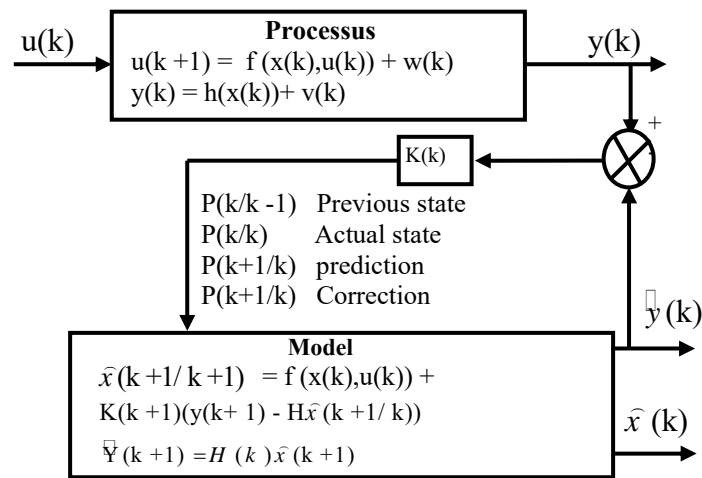 Processus
u(k)
y(k)
u(k +1) = f (x(k),u(k)) + w(k)
y(k) = h(x(k))+ v(k)
+
-
K(k)
P(k/k -1) Previous state
P(k/k) Actual state
P(k+1/k) prediction
P(k+1/k) Correction
ŷ (k)
Model
x̂ (k +1/ k +1) = f (x(k),u(k)) +
K(k +1)(y(k+ 1) - Hx̂ (k +1/ k))
x̂ (k)
Ŷ (k +1) =H (k) x̂ (k +1)